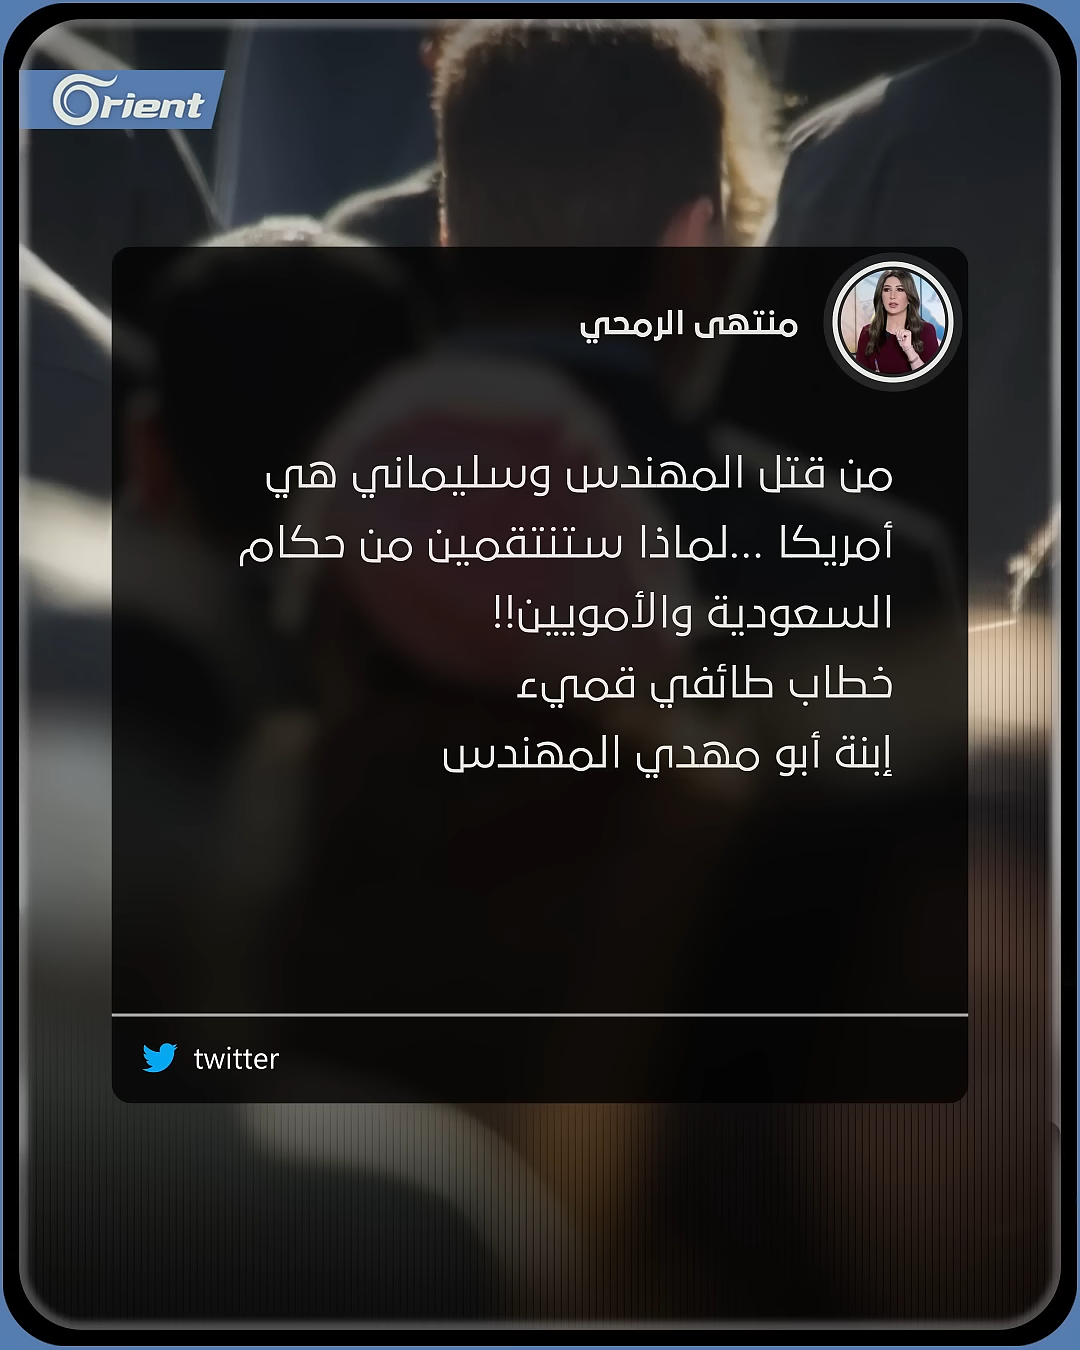 Orient
منتهى الرمحي
من قتل المهندس وسليماني هي
أمريكا ...لماذا ستنتقمين من حكام
السعودية والأمويين!!
خطاب طائفي قميء
إبنة أبو مهدي المهندس
twitter